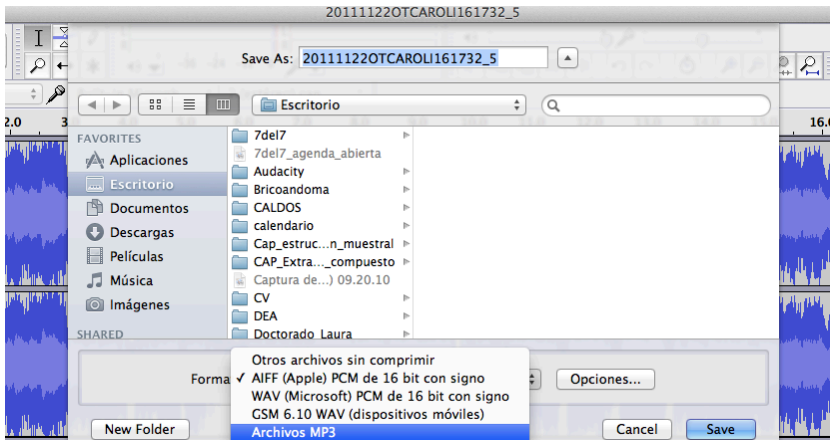 20111122OTCAROLI161732_5
Save As: 20111122OTCAROLI161732_5
2.0 3 16.
Escritorio
FAVORITES
Aplicaciones
Escritorio
Documentos
Descargas
Películas
Música
Imágenes
SHARED
7del7
7del7_agenda_abierta
Audacity
Bricoandoma
CALDOS
calendario
Cap_estruc...n_muestral
CAP_Extra..._compuesto
Captura de...) 09.20.10
CV
DEA
Doctorado Laura
Forma
Otros archivos sin comprimir
✓ AIFF (Apple) PCM de 16 bit con signo
WAV (Microsoft) PCM de 16 bit con signo
GSM 6.10 WAV (dispositivos móviles)
Archivos MP3
Opciones...
New Folder Cancel Save